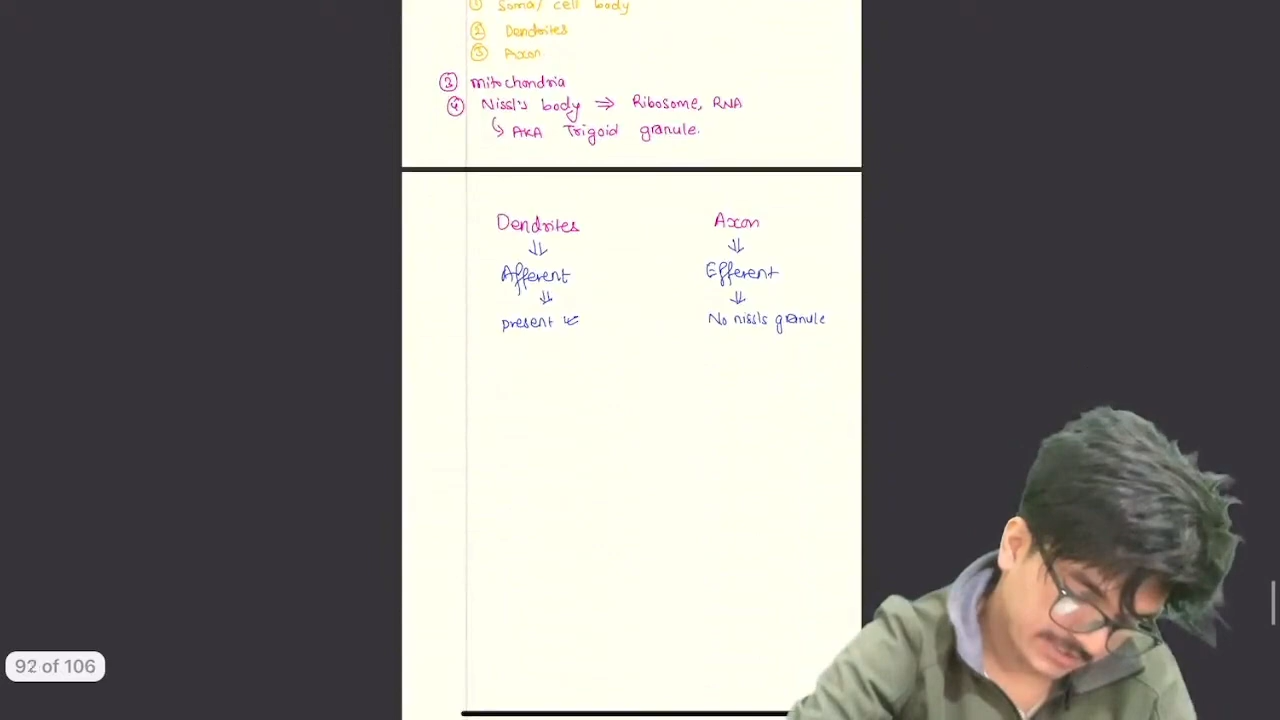 ① Soma/ cell body
② Dendrites
③ Axon
③ mitochondria
④ Nissl's body ⇒ Ribosome, RNA
↳ AKA Trigoid granule.
Dendrites Axon
⇓ ⇓
Afferent Efferent
⇓ ⇓
present No nissls granule
92 of 106